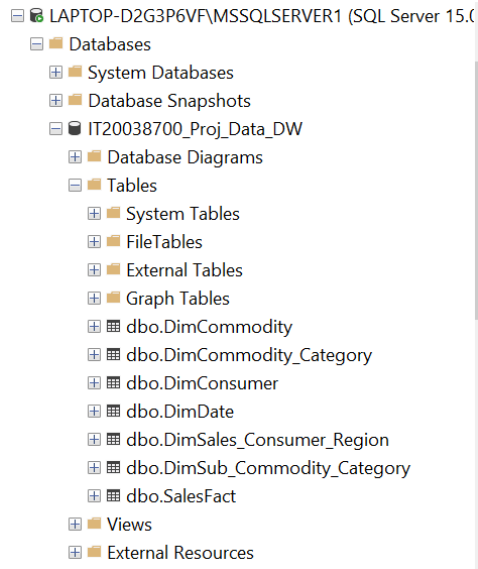 LAPTOP-D2G3P6VF\MSSQLSERVER1 (SQL Server 15.0
Databases
System Databases
Database Snapshots
IT20038700_Proj_Data_DW
Database Diagrams
Tables
System Tables
FileTables
External Tables
Graph Tables
dbo.DimCommodity
dbo.DimCommodity_Category
dbo.DimConsumer
dbo.DimDate
dbo.DimSales_Consumer_Region
dbo.DimSub_Commodity_Category
dbo.SalesFact
Views
External Resources